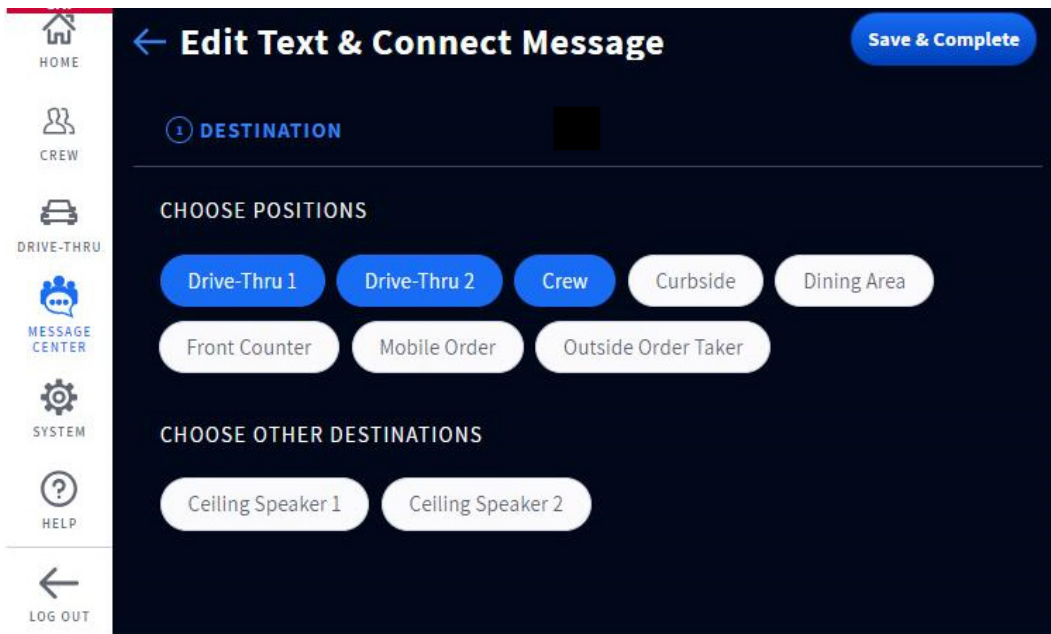 HOME
CREW
DRIVE-THRU
MESSAGE
CENTER
SYSTEM
HELP
LOG OUT
Edit Text & Connect Message
Save & Complete
1 DESTINATION
CHOOSE POSITIONS
Drive-Thru 1 Drive-Thru 2 Crew Curbside Dining Area
Front Counter Mobile Order Outside Order Taker
CHOOSE OTHER DESTINATIONS
Ceiling Speaker 1 Ceiling Speaker 2